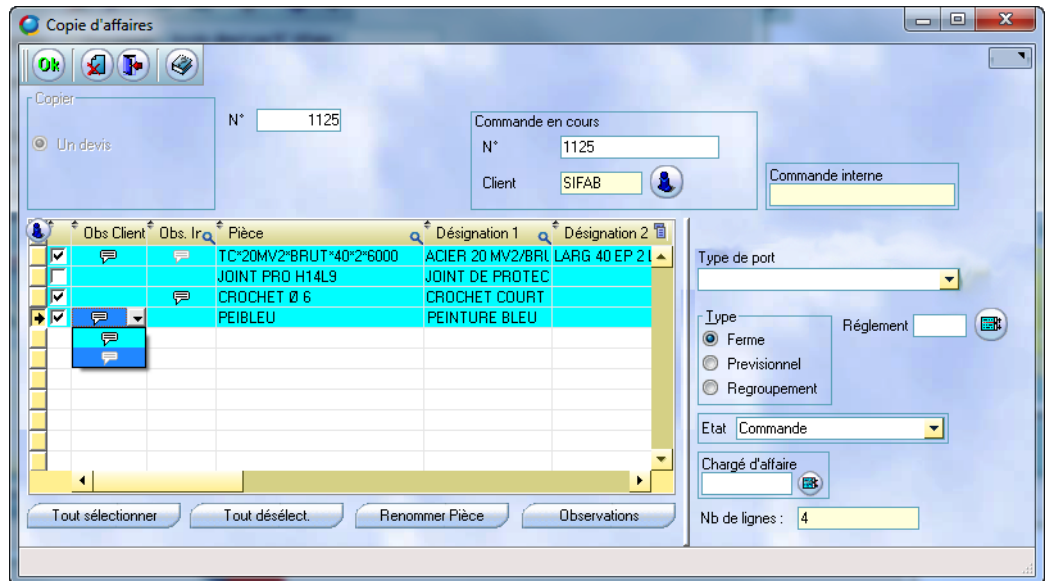 Copie d'affaires
Ok
Copier
Un devis
N° 1125
Commande en cours
N° 1125
Client SIFAB
Commande interne
Obs Client Obs. Ir Pièce Désignation 1 Désignation 2
TC*20MV2*BRUT*40*2*6000 ACIER 20 MV2/BRU LARG 40 EP 2 L
JOINT PRO H14L9 JOINT DE PROTEC
CROCHET Ø 6 CROCHET COURT
PEIBLEU PEINTURE BLEU
Type de port
Type
Ferme
Previsionnel
Regroupement
Réglement
Etat Commande
Chargé d'affaire
Nb de lignes : 4
Tout sélectionner Tout désélect. Renommer Pièce Observations